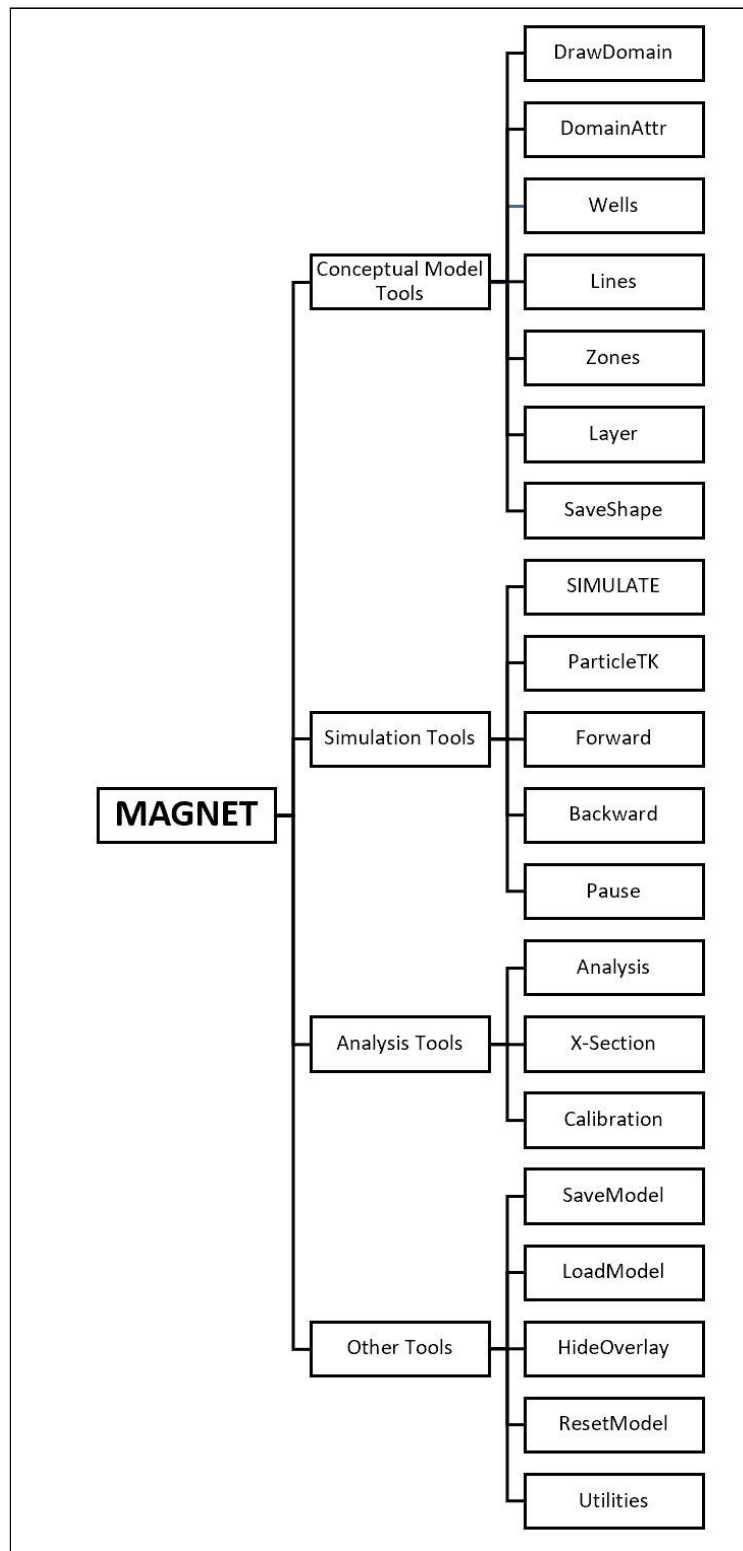 MAGNET
Conceptual Model
Tools
DrawDomain
DomainAttr
Wells
Lines
Zones
Layer
SaveShape
Simulation Tools
SIMULATE
ParticleTK
Forward
Backward
Pause
Analysis Tools
Analysis
X-Section
Calibration
Other Tools
SaveModel
LoadModel
HideOverlay
ResetModel
Utilities